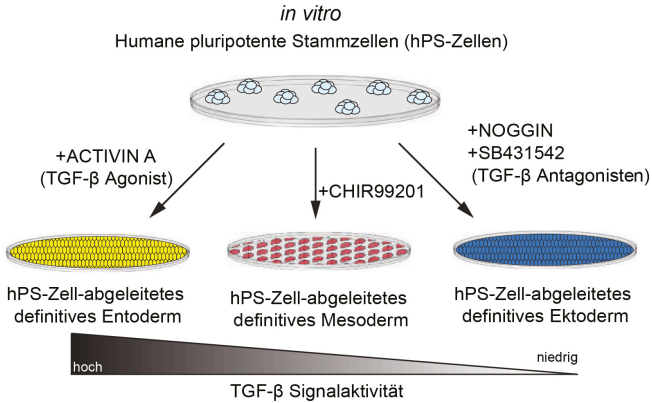 in vitro
Humane pluripotente Stammzellen (hPS-Zellen)
+ACTIVIN A
(TGF-β Agonist)
+CHIR99201
+NOGGIN
+SB431542
(TGF-β Antagonisten)
hPS-Zell-abgeleitetes
definitives Entoderm
hPS-Zell-abgeleitetes
definitives Mesoderm
hPS-Zell-abgeleitetes
definitives Ektoderm
hoch
niedrig
TGF-β Signalaktivität